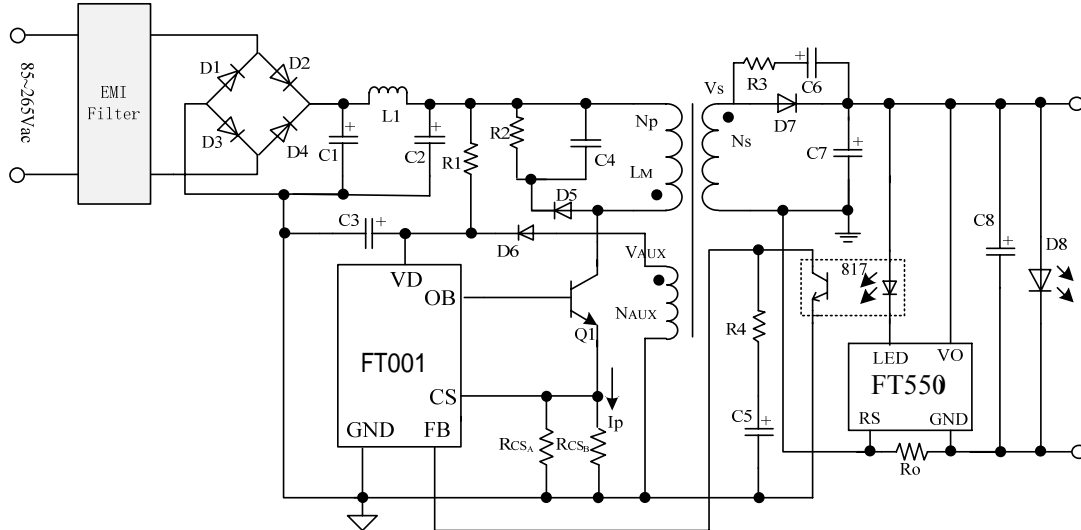 85~265Vac
EMI
Filter
D1
D2
D3
D4
C1
L1
C2
R1
R2
C4
Np
LM
D5
C3
D6
VAUX
NAUX
VD
OB
FT001
CS
GND
FB
Q1
Ip
RCSA
RCSB
Vs
Ns
R3
C6
D7
C7
817
R4
C5
LED
VO
FT550
RS
GND
Ro
C8
D8